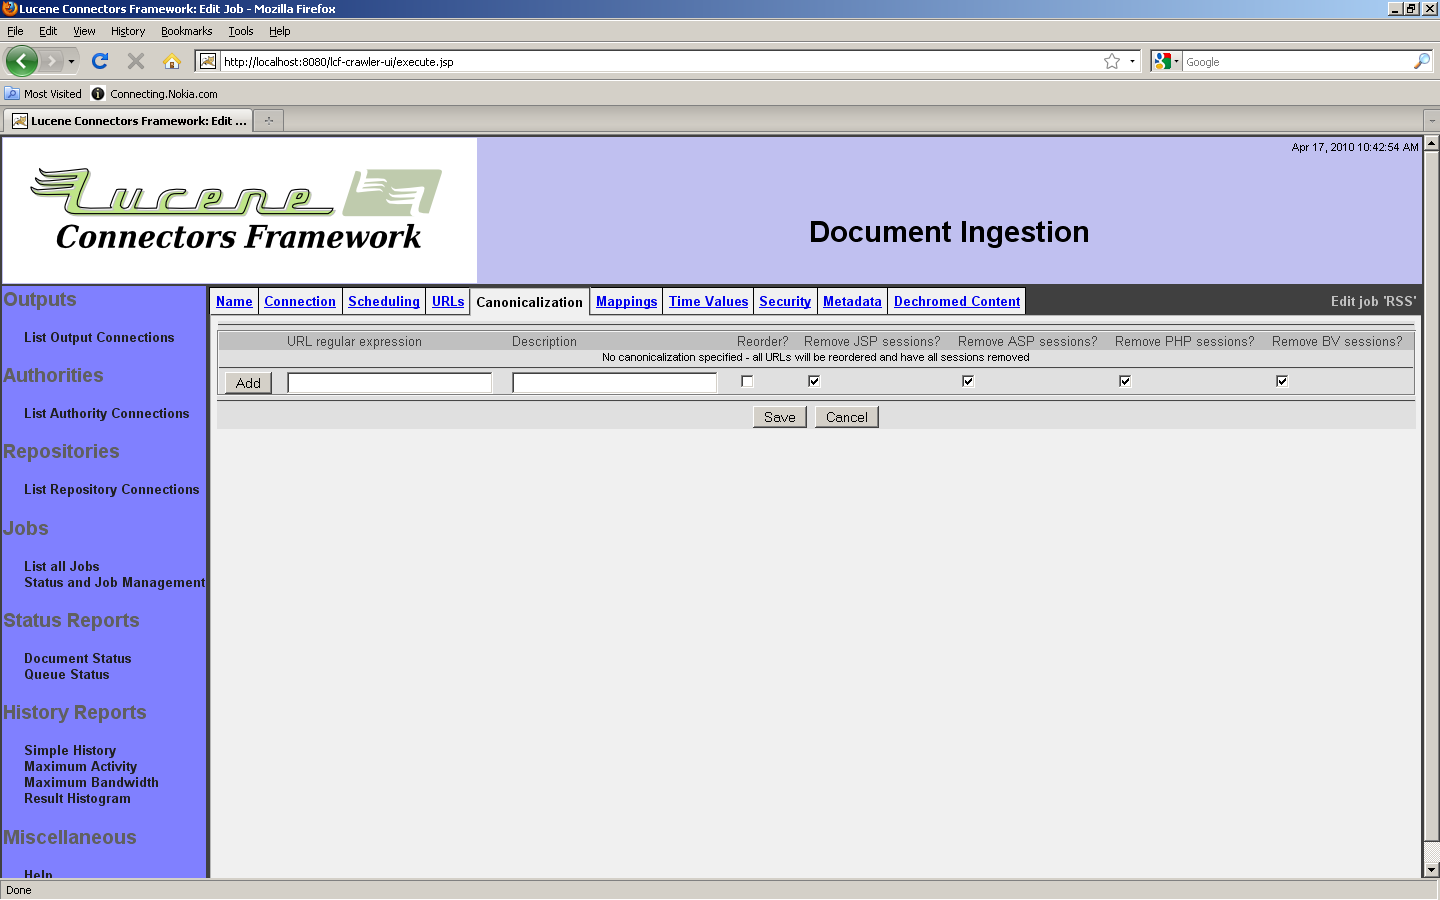 Lucene Connectors Framework: Edit Job - Mozilla Firefox
File Edit View History Bookmarks Tools Help
http://localhost:8080/lcf-crawler-ui/execute.jsp
Google
Most Visited Connecting.Nokia.com
Lucene Connectors Framework: Edit ...
Apr 17, 2010 10:42:54 AM
Lucene
Connectors Framework
Document Ingestion
Name Connection Scheduling URLs Canonicalization Mappings Time Values Security Metadata Dechromed Content Edit job 'RSS'
Outputs
List Output Connections
Authorities
List Authority Connections
Repositories
List Repository Connections
Jobs
List all Jobs
Status and Job Management
Status Reports
Document Status
Queue Status
History Reports
Simple History
Maximum Activity
Maximum Bandwidth
Result Histogram
Miscellaneous
Help
URL regular expression Description Reorder? Remove JSP sessions? Remove ASP sessions? Remove PHP sessions? Remove BV sessions?
No canonicalization specified - all URLs will be reordered and have all sessions removed
Add
Save Cancel
Done